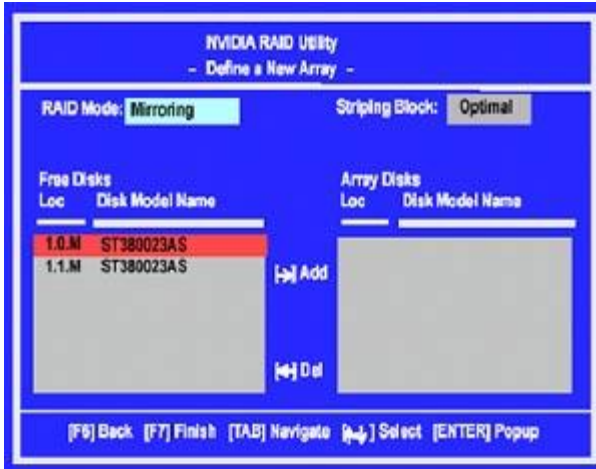 NVIDIA RAID Utility
- Define a New Array -
RAID Mode: Mirroring
Striping Block: Optimal
Free Disks
Loc Disk Model Name
1.0.M ST380023AS
1.1.M ST380023AS
Array Disks
Loc Disk Model Name
[→] Add
[←] Del
[F6] Back [F7] Finish [TAB] Navigate [↑↓] Select [ENTER] Popup